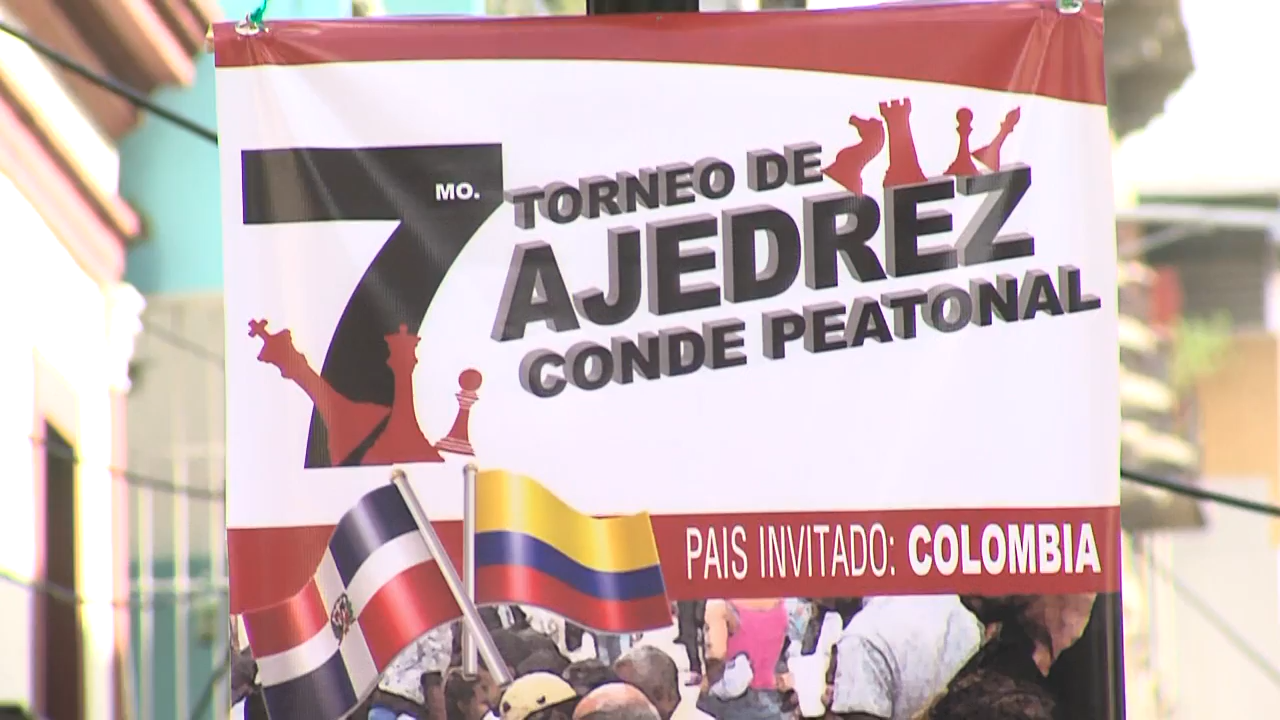 7 MO.
TORNEO DE
AJEDREZ
CONDE PEATONAL
PAIS INVITADO: COLOMBIA